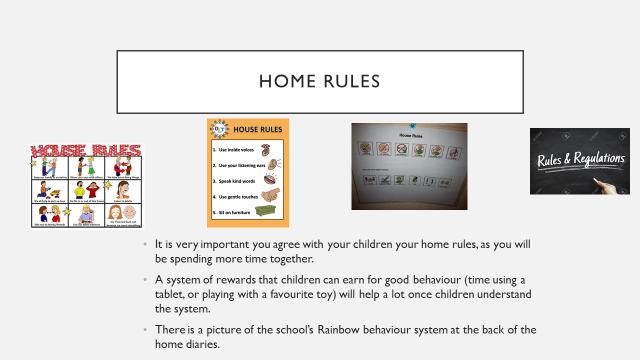 HOME RULES
HOUSE RULES
HOUSE RULES
1. Use inside voices
2. Use your listening ears
3. Speak kind words
4. Use gentle touches
5. Sit on furniture
House Rules
Rules & Regulations
It is very important you agree with your children your home rules, as you will
be spending more time together.
A system of rewards that children can earn for good behaviour (time using a
tablet, or playing with a favourite toy) will help a lot once children understand
the system.
There is a picture of the school's Rainbow behaviour system at the back of the
home diaries.